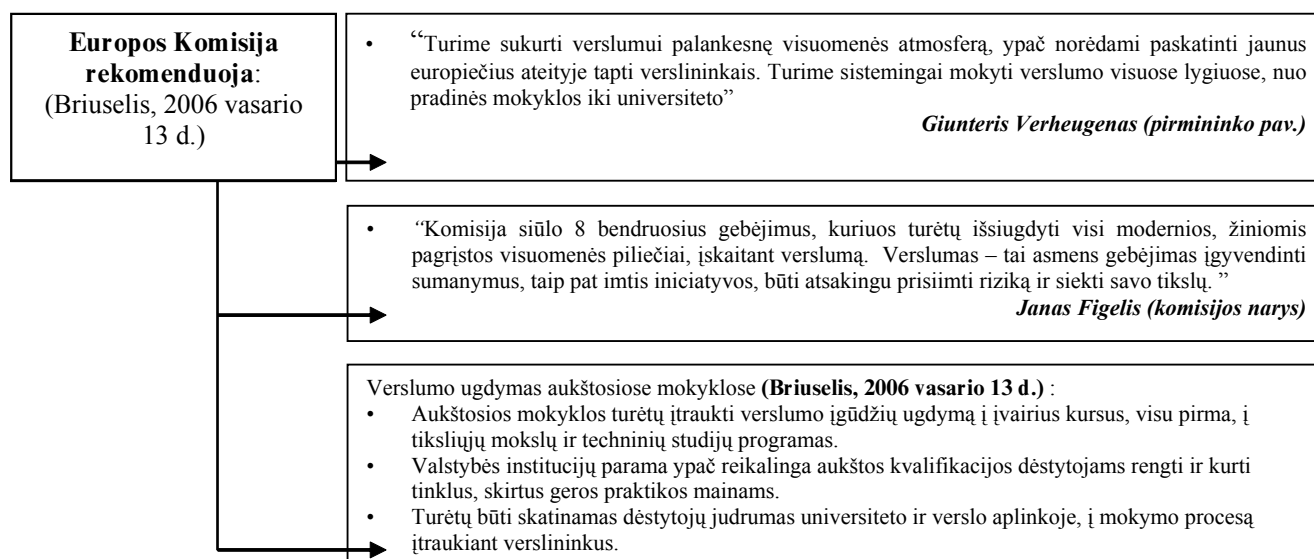 Europos Komisija
rekomenduoja:
(Briuselis, 2006 vasario
13 d.)
• “Turime sukurti verslumui palankesnę visuomenės atmosferą, ypač norėdami paskatinti jaunus
europiečius ateityje tapti verslininkais. Turime sistemingai mokyti verslumo visuose lygiuose, nuo
pradinės mokyklos iki universiteto”
Giunteris Verheugenas (pirmininko pav.)
• “Komisija siūlo 8 bendruosius gebėjimus, kuriuos turėtų išsiugdyti visi modernios, žiniomis
pagrįstos visuomenės piliečiai, įskaitant verslumą. Verslumas – tai asmens gebėjimas įgyvendinti
sumanymus, taip pat imtis iniciatyvos, būti atsakingu prisiimti riziką ir siekti savo tikslų. ”
Janas Figelis (komisijos narys)
Verslumo ugdymas aukštosiose mokyklose (Briuselis, 2006 vasario 13 d.) :
• Aukštosios mokyklos turėtų įtraukti verslumo įgūdžių ugdymą į įvairius kursus, visu pirma, į
tiksliųjų mokslų ir techninių studijų programas.
• Valstybės institucijų parama ypač reikalinga aukštos kvalifikacijos dėstytojams rengti ir kurti
tinklus, skirtus geros praktikos mainams.
• Turėtų būti skatinamas dėstytojų judrumas universiteto ir verslo aplinkoje, į mokymo procesą
įtraukiant verslininkus.